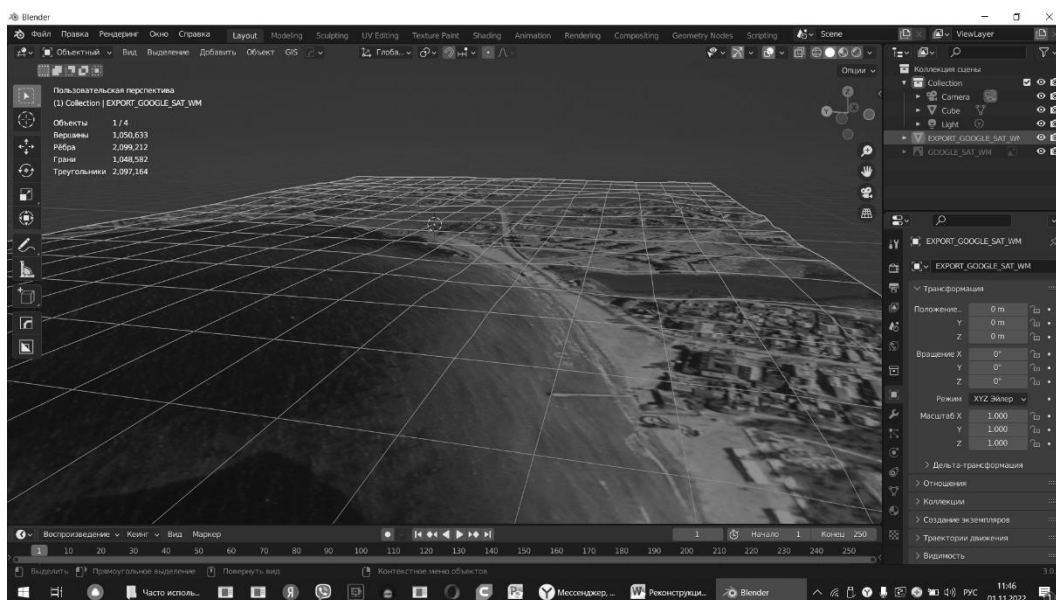 Blender
Файл Правка Рендеринг Окно Справка Layout Modeling Sculpting UV Editing Texture Paint Shading Animation Rendering Compositing Geometry Nodes Scripting Scene ViewLayer
Объектный Вид Выделение Добавить Объект GIS Глоба..
Опции
Пользовательская перспектива
(1) Collection | EXPORT_GOOGLE_SAT_WM
Объекты 1/4
Вершины 1,050,633
Рёбра 2,099,212
Грани 1,048,582
Треугольники 2,097,164
Z
Y
Коллекция сцены
Collection
Camera
Cube
Light
EXPORT_GOOGLE_SAT_WM
GOOGLE_SAT_WM
EXPORT_GOOGLE_SAT_WM
EXPORT_GOOGLE_SAT_WM
Трансформация
Положение.. 0 m
Y 0 m
Z 0 m
Вращение X 0°
Y 0°
Z 0°
Режим XYZ Эйлер
Масштаб X 1.000
Y 1.000
Z 1.000
Дельта-трансформация
Отношения
Коллекции
Создание экземпляров
Траектории движения
Видимость
Воспроизведение Кеинг Вид Маркер 1 Начало 1 Конец 250
1 10 20 30 40 50 60 70 80 90 100 110 120 130 140 150 160 170 180 190 200 210 220 230 240 250
Выделить Прямоугольное выделение Повернуть вид Контекстное меню объектов 3.0
Часто исполь... Мессенджер, ... Реконструкци... Blender РУС 11:46
01.11.2022